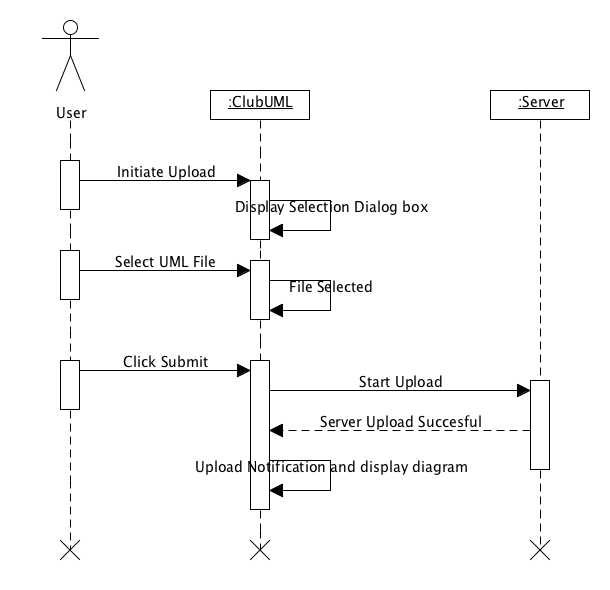 User
:ClubUML
:Server
Initiate Upload
Display Selection Dialog box
Select UML File
File Selected
Click Submit
Start Upload
Server Upload Succesful
Upload Notification and display diagram